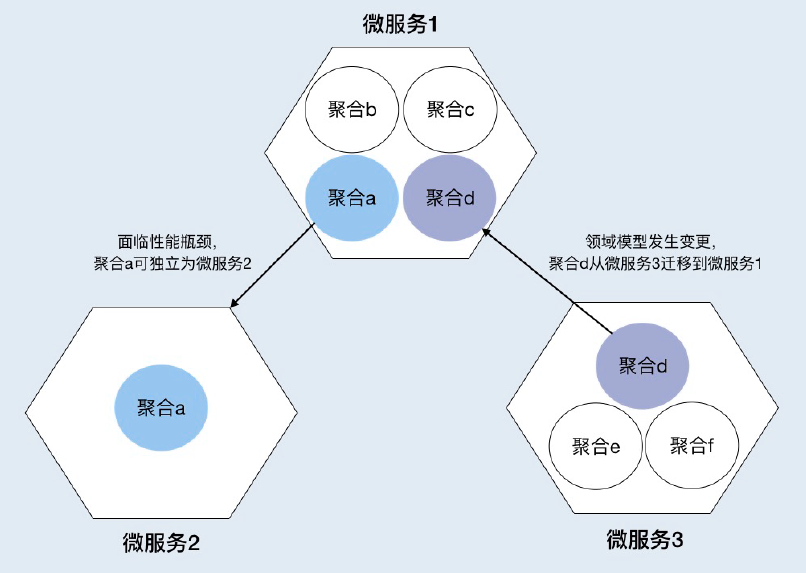 微服务1
聚合b
聚合c
聚合a
聚合d
面临性能瓶颈，
聚合a可独立为微服务2
领域模型发生变更，
聚合d从微服务3迁移到微服务1
聚合a
聚合d
聚合e
聚合f
微服务2
微服务3